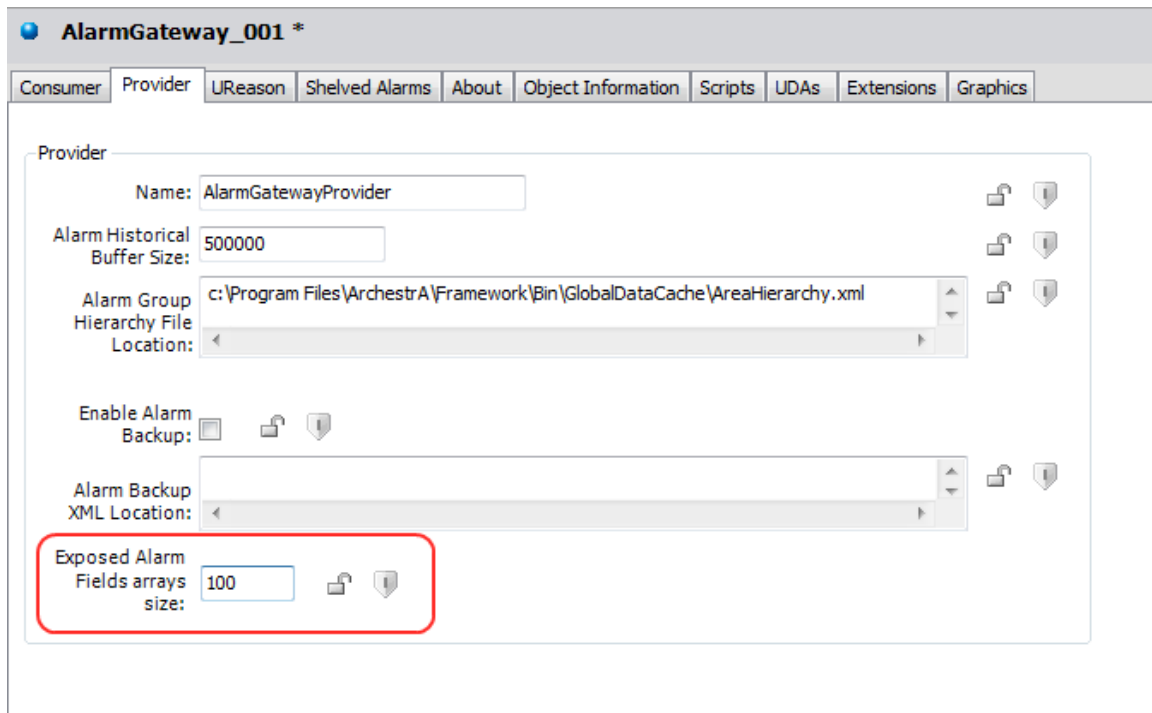 AlarmGateway_001 *
Consumer Provider UReason Shelved Alarms About Object Information Scripts UDAs Extensions Graphics
Provider
Name: AlarmGatewayProvider
Alarm Historical
Buffer Size: 500000
Alarm Group
Hierarchy File
Location: c:\Program Files\ArchestrA\Framework\Bin\GlobalDataCache\AreaHierarchy.xml
Enable Alarm
Backup:
Alarm Backup
XML Location:
Exposed Alarm
Fields arrays
size: 100